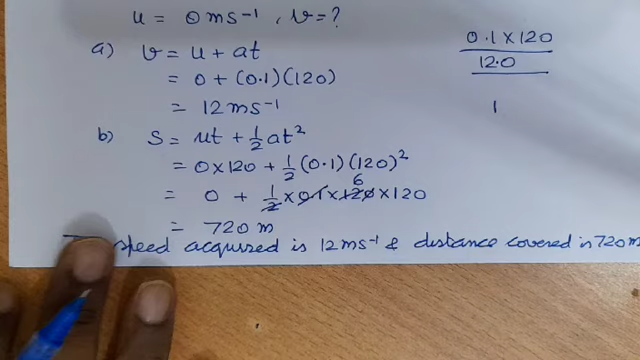 u = 0 ms⁻¹, v = ?
a) v = u + at
= 0 + (0.1)(120)
= 12 ms⁻¹
b) S = ut + 1/2 at²
= 0 × 120 + 1/2 (0.1) (120)²
6
= 0 + 1/2 × 0.1 × 120 × 120
= 720 m
speed acquired is 12 ms⁻¹ & distance covered is 720 m
0.1 × 120
12.0
1